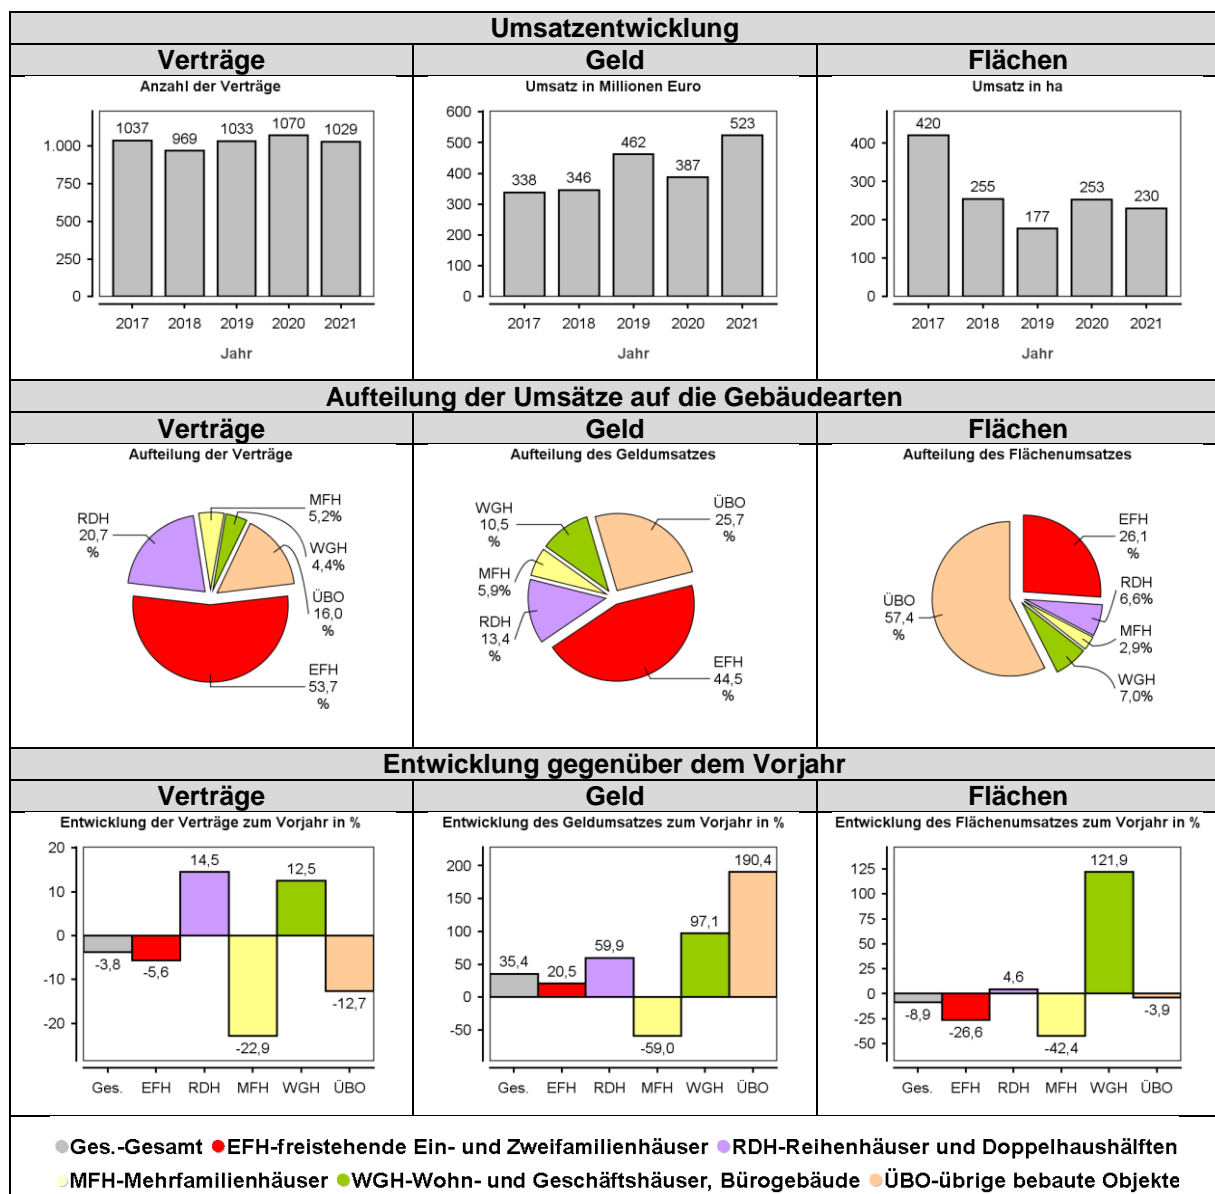 Umsatzentwicklung
Verträge
Geld
Flächen
Anzahl der Verträge
1.000
750
500
250
0
1037
969
1033
1070
1029
2017
2018
2019
2020
2021
Jahr
Umsatz in Millionen Euro
600
500
400
300
200
100
0
338
346
462
387
523
2017
2018
2019
2020
2021
Jahr
Umsatz in ha
400
300
200
100
0
420
255
177
253
230
2017
2018
2019
2020
2021
Jahr
Aufteilung der Umsätze auf die Gebäudearten
Verträge
Geld
Flächen
Aufteilung der Verträge
RDH
20,7
%
MFH
5,2%
WGH
4,4%
ÜBO
16,0
%
EFH
53,7
%
Aufteilung des Geldumsatzes
WGH
10,5
%
ÜBO
25,7
%
MFH
5,9%
RDH
13,4
%
EFH
44,5
%
Aufteilung des Flächenumsatzes
EFH
26,1
%
RDH
6,6%
MFH
2,9%
WGH
7,0%
ÜBO
57,4
%
Entwicklung gegenüber dem Vorjahr
Verträge
Geld
Flächen
Entwicklung der Verträge zum Vorjahr in %
20
10
0
-10
-20
-3,8
-5,6
14,5
-22,9
12,5
-12,7
Ges.
EFH
RDH
MFH
WGH
ÜBO
Entwicklung des Geldumsatzes zum Vorjahr in %
200
150
100
50
0
-50
35,4
20,5
59,9
-59,0
97,1
190,4
Ges.
EFH
RDH
MFH
WGH
ÜBO
Entwicklung des Flächenumsatzes zum Vorjahr in %
125
100
75
50
25
0
-25
-50
-8,9
-26,6
4,6
-42,4
121,9
-3,9
Ges.
EFH
RDH
MFH
WGH
ÜBO
Ges.-Gesamt EFH-freistehende Ein- und Zweifamilienhäuser RDH-Reihenhäuser und Doppelhaushälften
MFH-Mehrfamilienhäuser WGH-Wohn- und Geschäftshäuser, Bürogebäude ÜBO-übrige bebaute Objekte